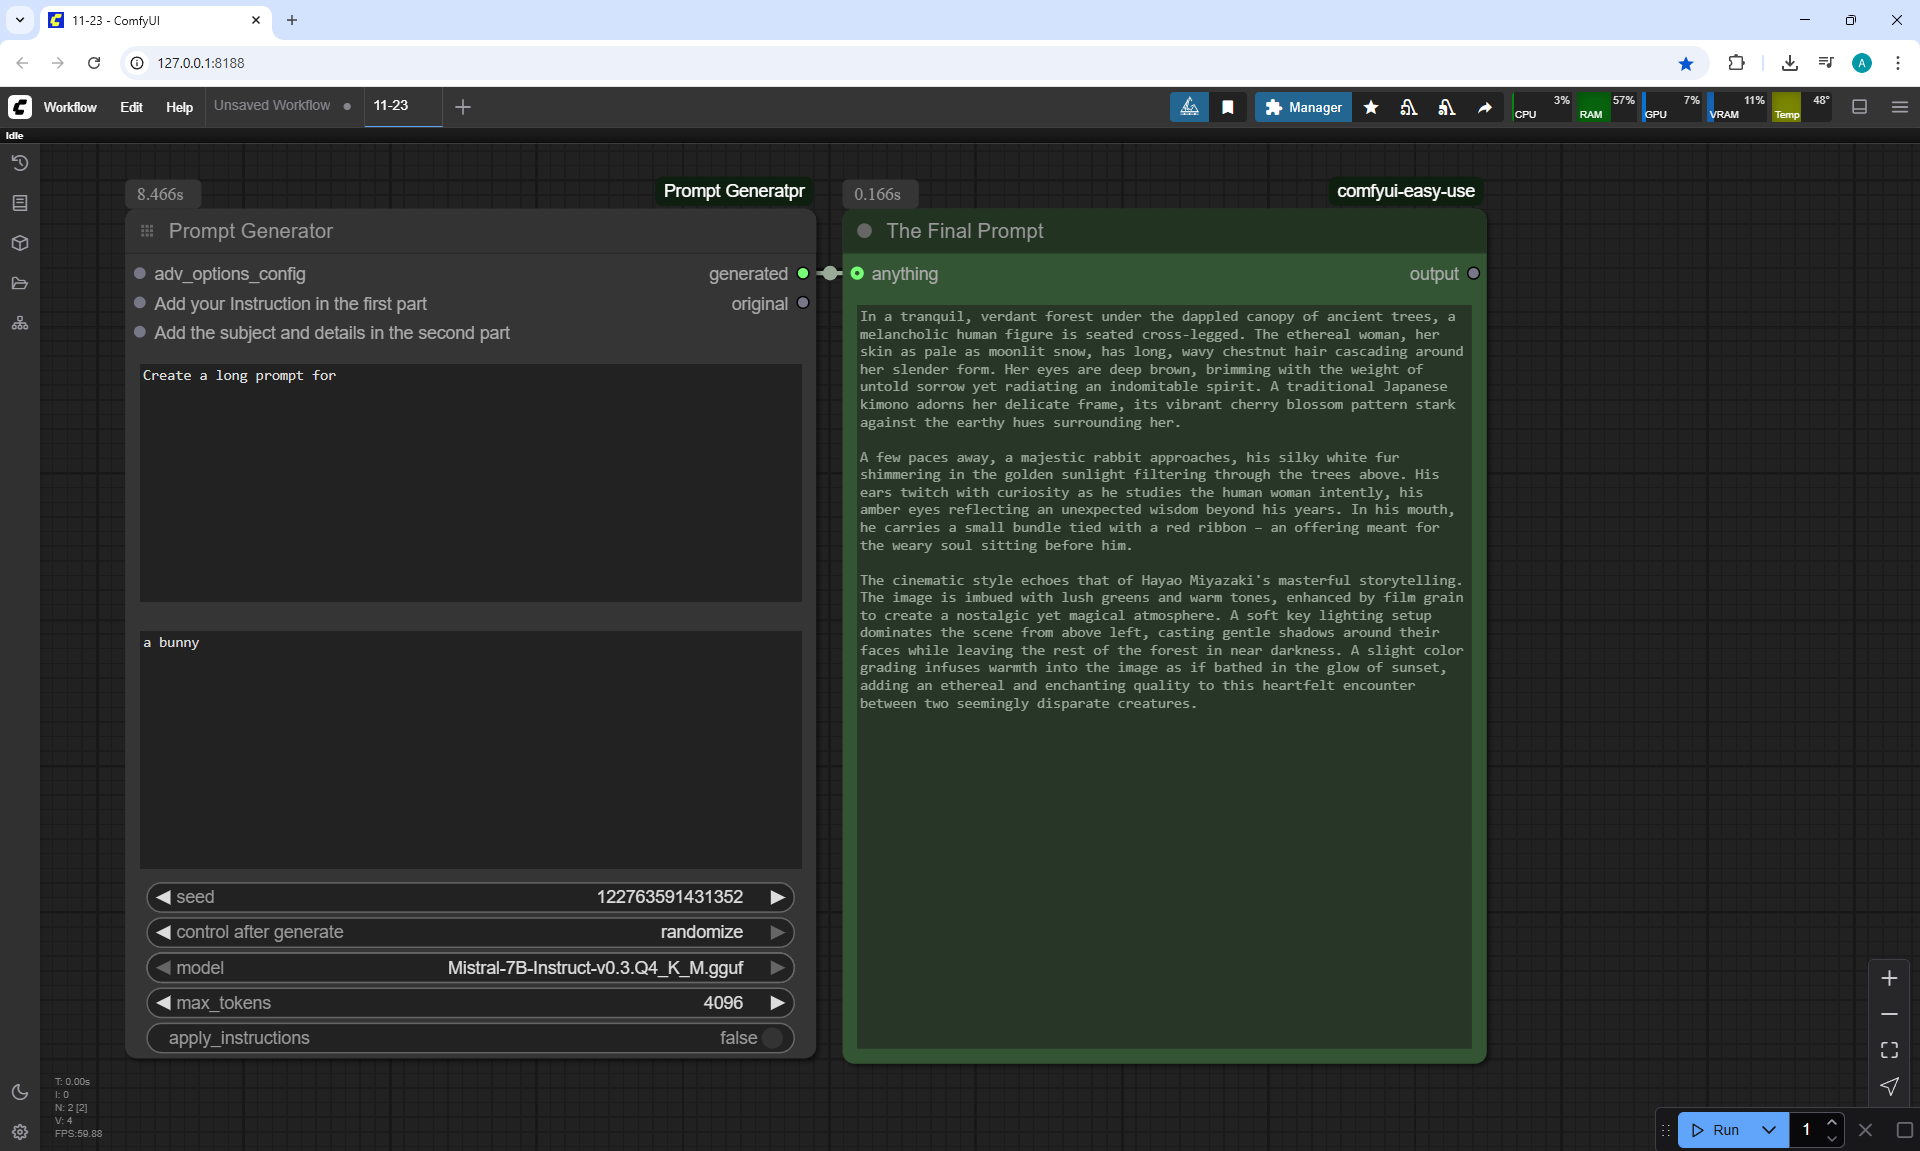 11-23 - ComfyUI
127.0.0.1:8188
A
Workflow
Edit
Help
Unsaved Workflow
11-23
Manager
CPU
3%
RAM
57%
GPU
7%
VRAM
11%
Temp
48°
Idle
8.466s
Prompt Generatpr
Prompt Generator
adv_options_config
generated
Add your Instruction in the first part
original
Add the subject and details in the second part
Create a long prompt for
a bunny
seed
122763591431352
control after generate
randomize
model
Mistral-7B-Instruct-v0.3.Q4_K_M.gguf
max_tokens
4096
apply_instructions
false
0.166s
comfyui-easy-use
The Final Prompt
anything
output
In a tranquil, verdant forest under the dappled canopy of ancient trees, a
melancholic human figure is seated cross-legged. The ethereal woman, her
skin as pale as moonlit snow, has long, wavy chestnut hair cascading around
her slender form. Her eyes are deep brown, brimming with the weight of
untold sorrow yet radiating an indomitable spirit. A traditional Japanese
kimono adorns her delicate frame, its vibrant cherry blossom pattern stark
against the earthy hues surrounding her.
A few paces away, a majestic rabbit approaches, his silky white fur
shimmering in the golden sunlight filtering through the trees above. His
ears twitch with curiosity as he studies the human woman intently, his
amber eyes reflecting an unexpected wisdom beyond his years. In his mouth,
he carries a small bundle tied with a red ribbon – an offering meant for
the weary soul sitting before him.
The cinematic style echoes that of Hayao Miyazaki's masterful storytelling.
The image is imbued with lush greens and warm tones, enhanced by film grain
to create a nostalgic yet magical atmosphere. A soft key lighting setup
dominates the scene from above left, casting gentle shadows around their
faces while leaving the rest of the forest in near darkness. A slight color
grading infuses warmth into the image as if bathed in the glow of sunset,
adding an ethereal and enchanting quality to this heartfelt encounter
between two seemingly disparate creatures.
T: 0.00s
I: 0
N: 2 [2]
V: 4
FPS:59.88
Run
1